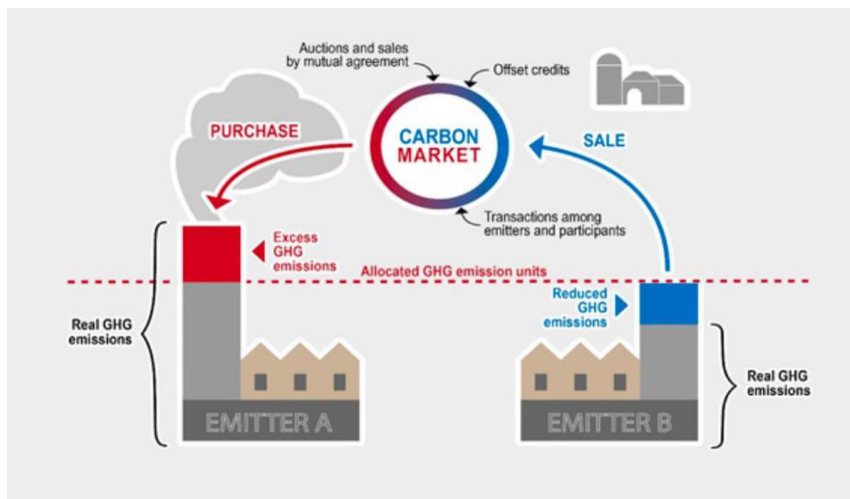 Auctions and sales
by mutual agreement
Offset credits
PURCHASE
CARBON
MARKET
SALE
Transactions among
emitters and participants
Excess
GHG
emissions
Allocated GHG emission units
Reduced
GHG
emissions
Real GHG
emissions
Real GHG
emissions
EMITTER A
EMITTER B